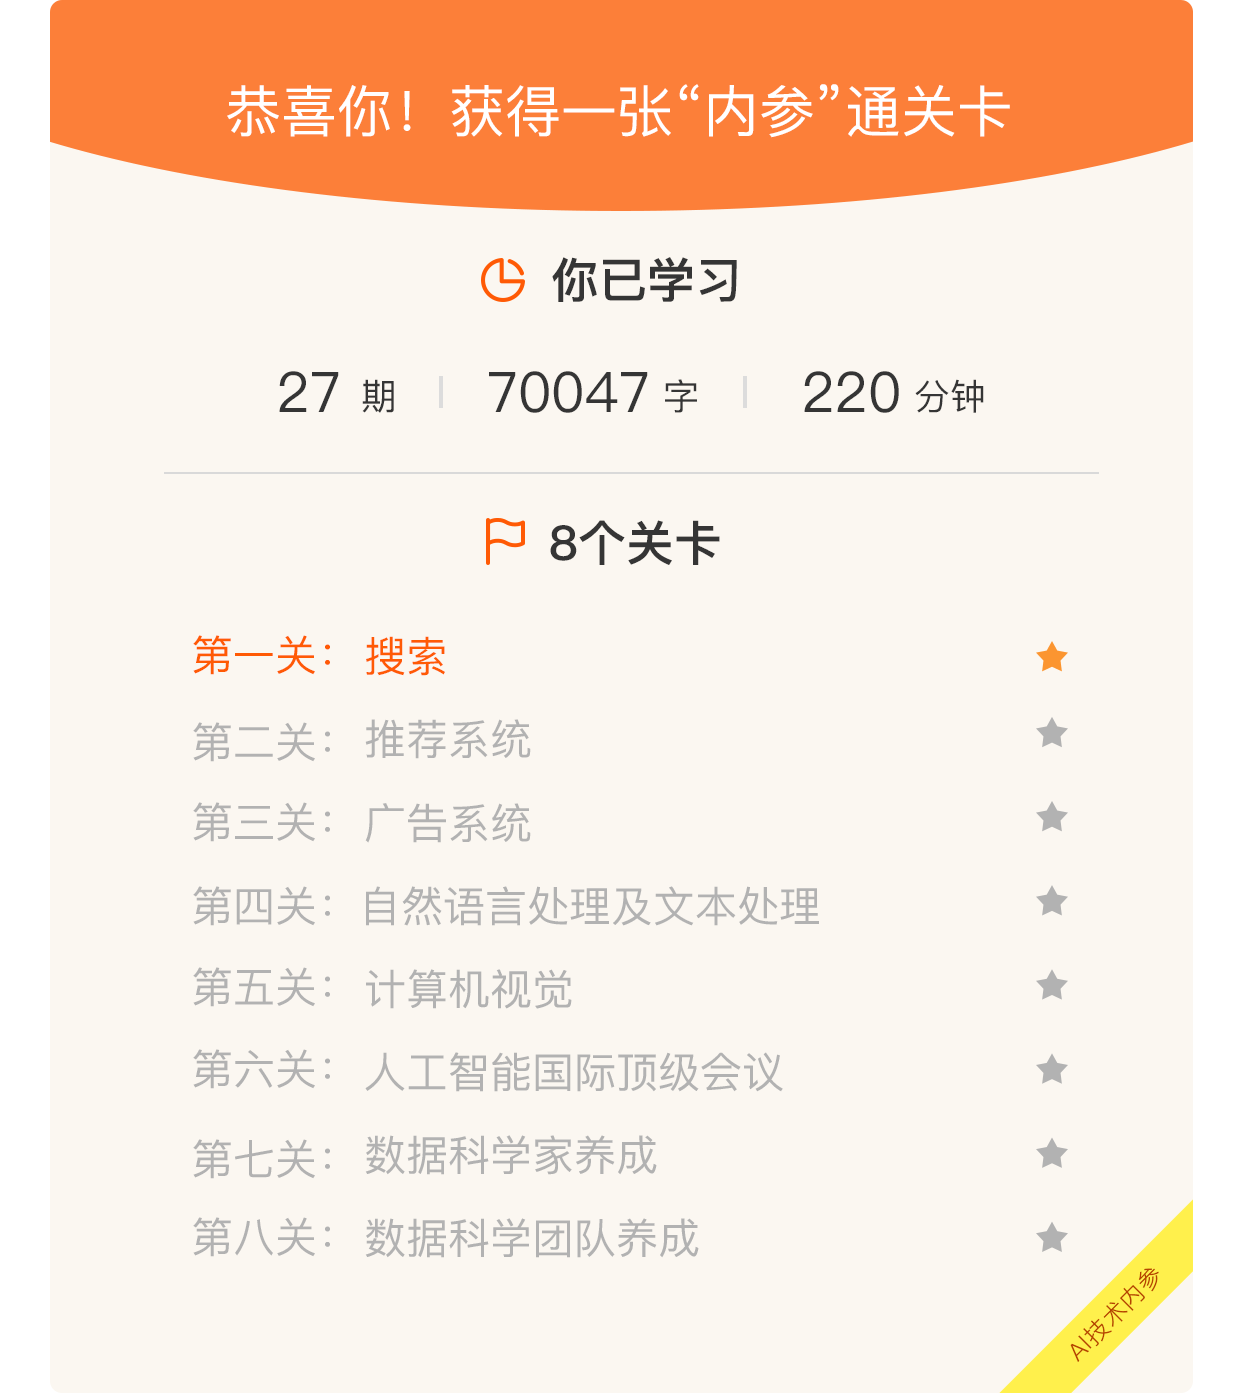 恭喜你！获得一张“内参”通关卡
你已学习
27 期 70047 字 220 分钟
8个关卡
第一关： 搜索
第二关： 推荐系统
第三关： 广告系统
第四关： 自然语言处理及文本处理
第五关： 计算机视觉
第六关： 人工智能国际顶级会议
第七关： 数据科学家养成
第八关： 数据科学团队养成
AI技术内参